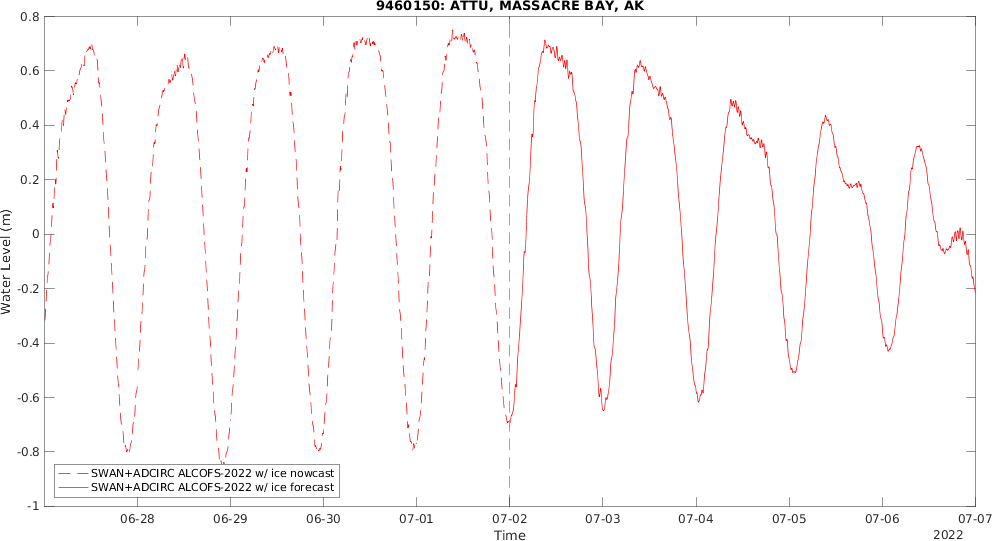 9460150: ATTU, MASSACRE BAY, AK
0.8
0.6
0.4
0.2
0
-0.2
-0.4
-0.6
-0.8
-1
Water Level (m)
SWAN+ADCIRC ALCOFS-2022 w/ ice nowcast
SWAN+ADCIRC ALCOFS-2022 w/ ice forecast
06-28 06-29 06-30 07-01 07-02 07-03 07-04 07-05 07-06 07-07
Time
2022